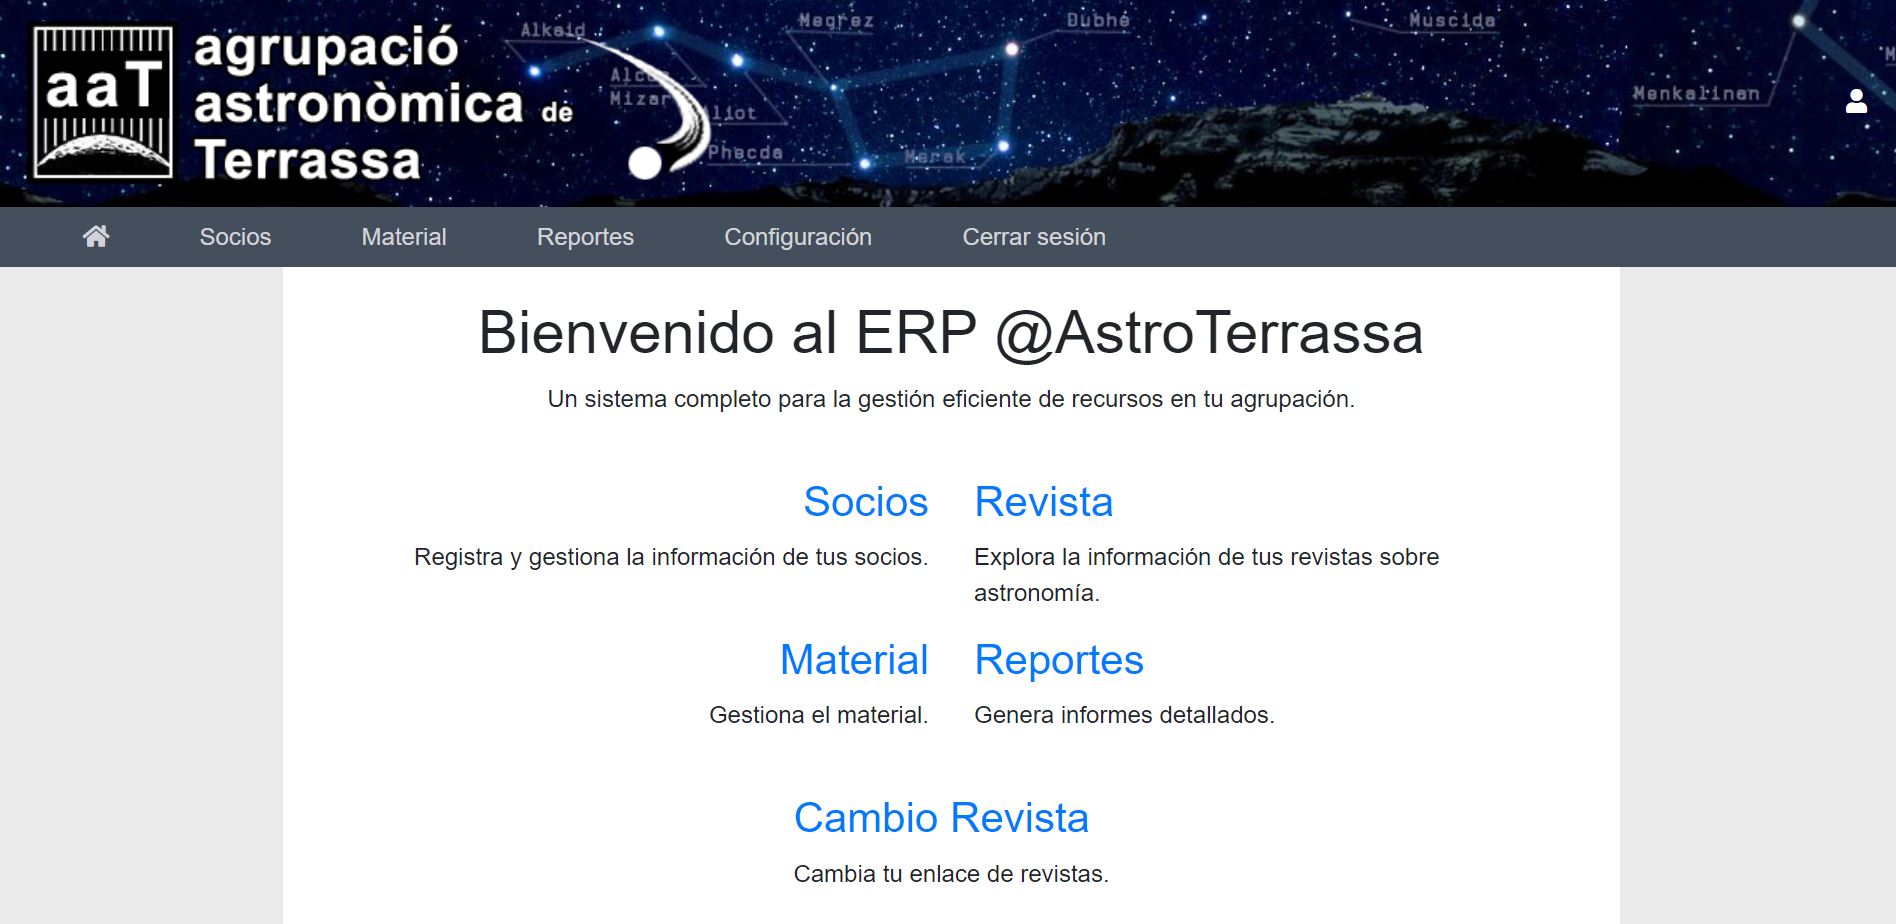 aaT
agrupació
astronòmica de
Terrassa
Alkaid
Megrez
Dubhe
Muscida
Mizar
Phecda
Merak
Menkalinan
Socios
Material
Reportes
Configuración
Cerrar sesión
Bienvenido al ERP @AstroTerrassa
Un sistema completo para la gestión eficiente de recursos en tu agrupación.
Socios
Registra y gestiona la información de tus socios.
Revista
Explora la información de tus revistas sobre
astronomía.
Material
Gestiona el material.
Reportes
Genera informes detallados.
Cambio Revista
Cambia tu enlace de revistas.